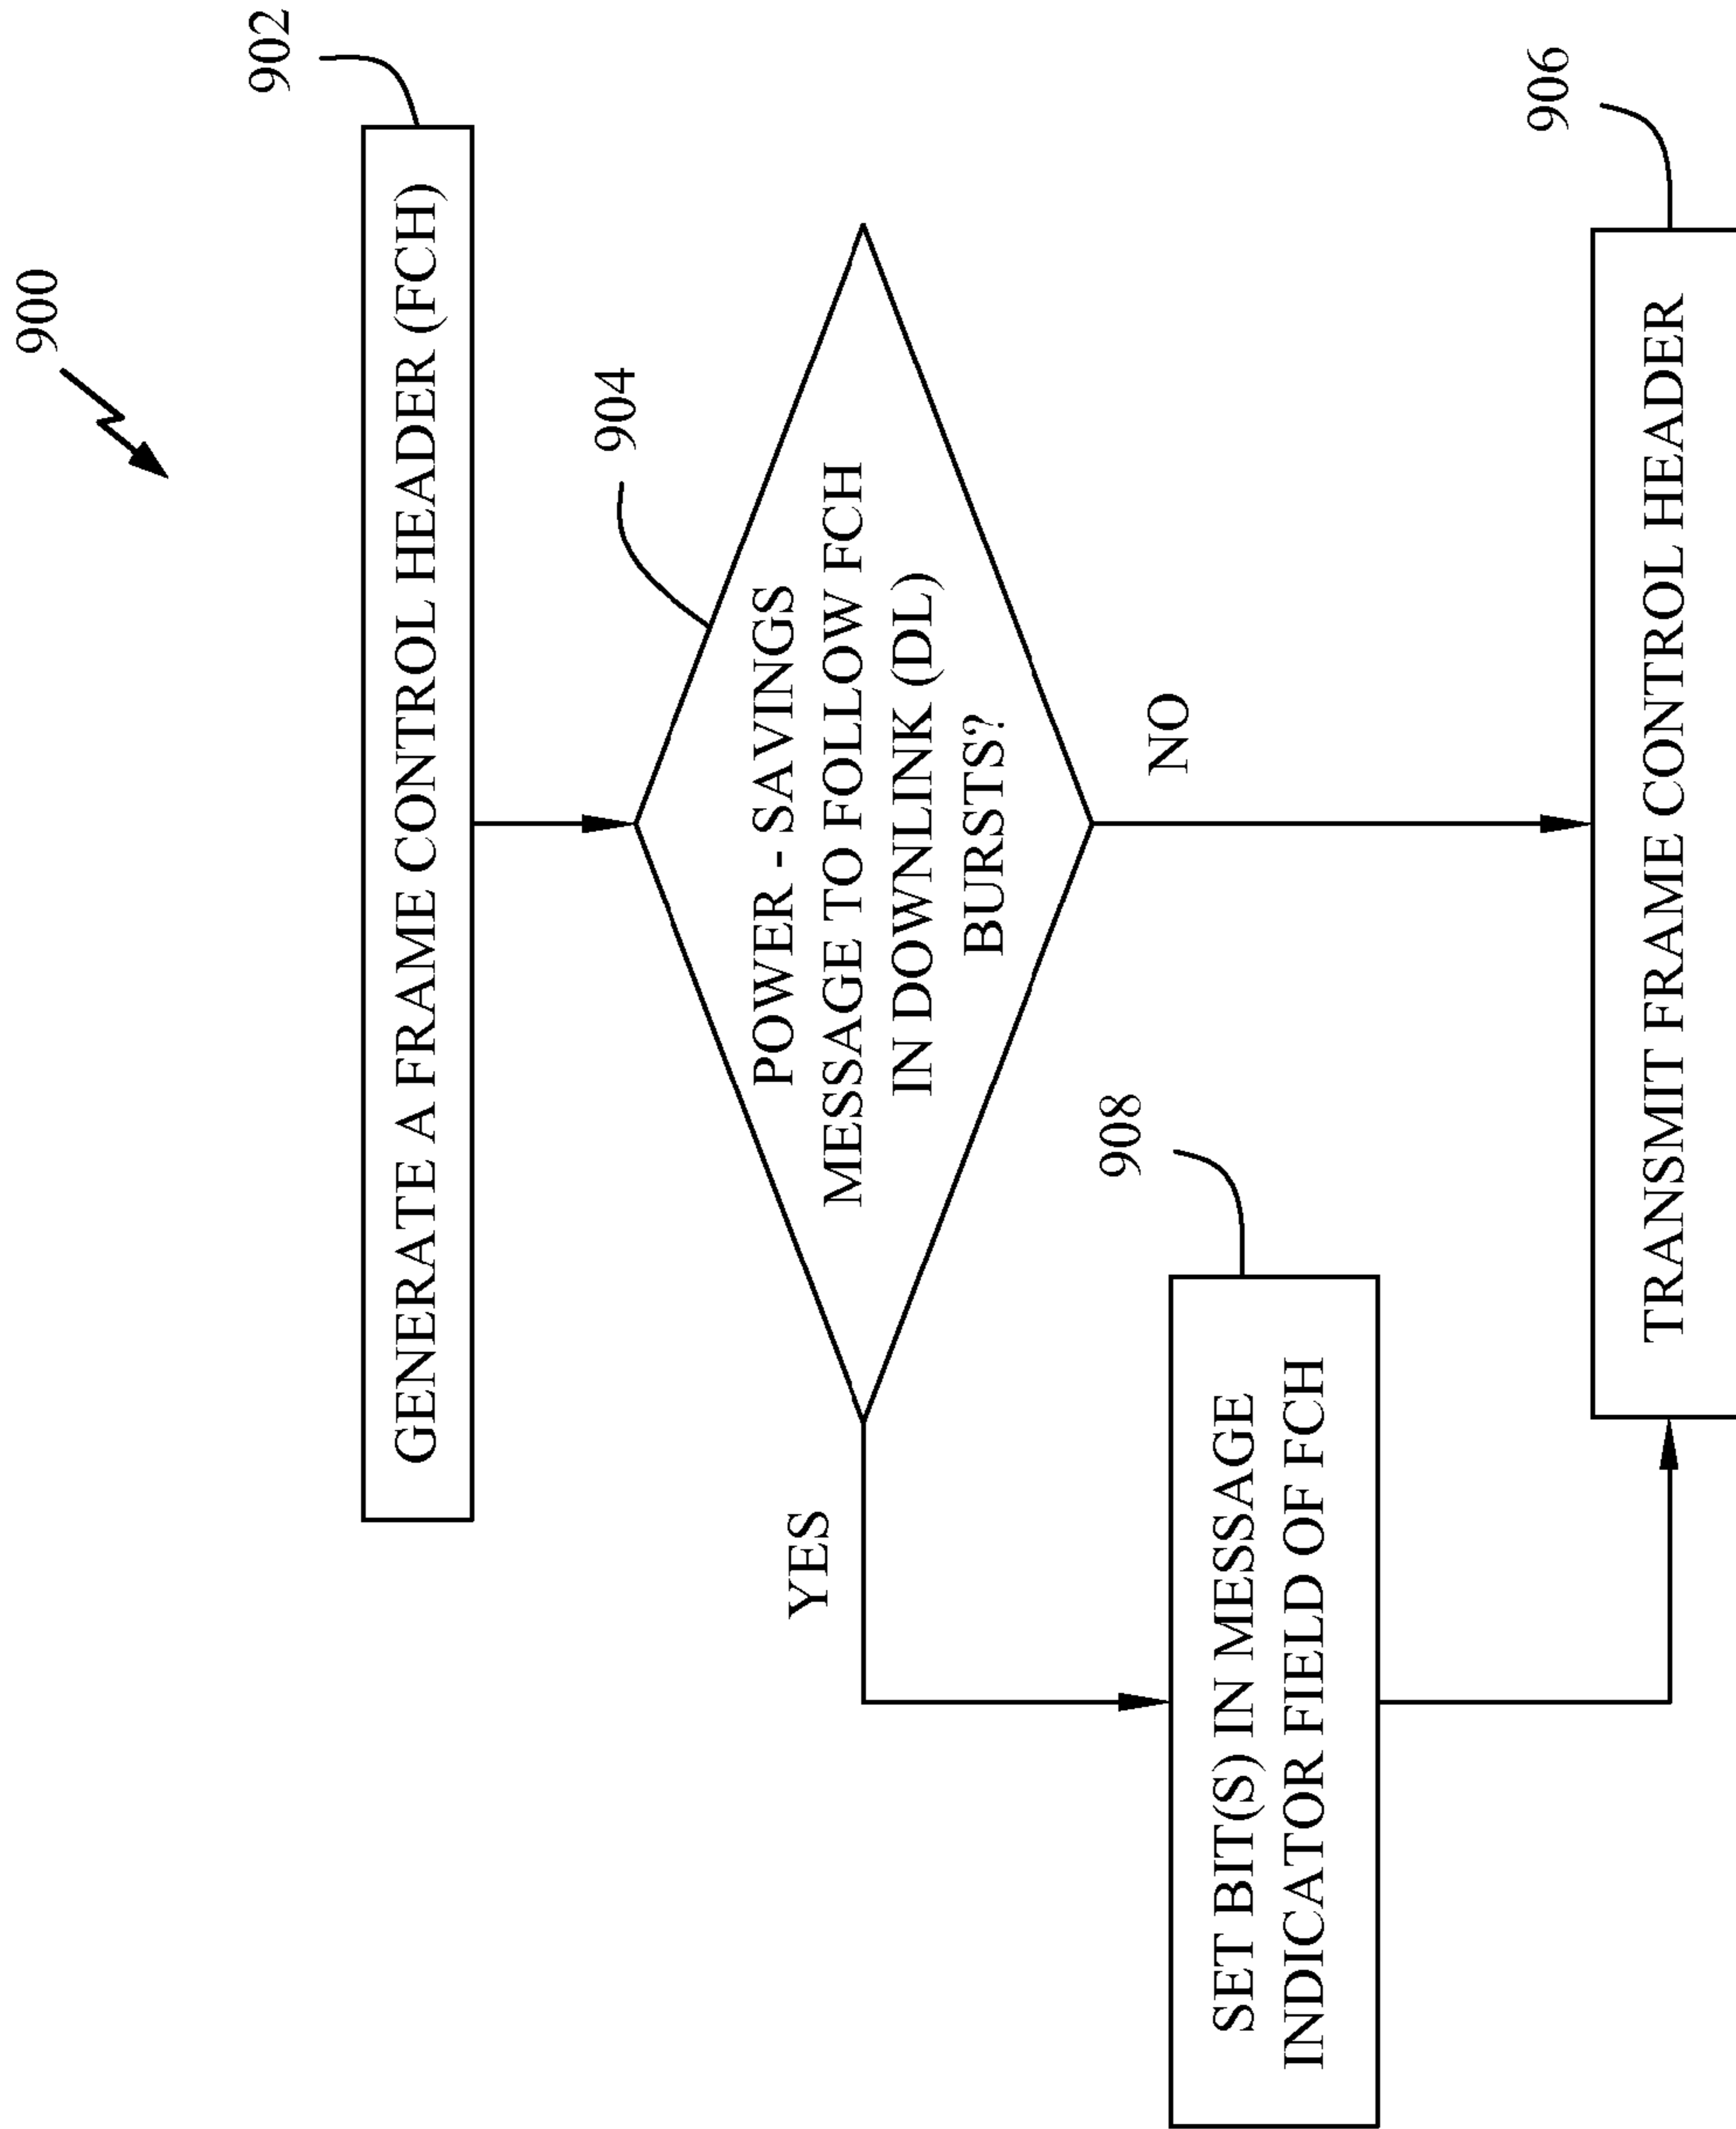 900
902
GENERATE A FRAME CONTROL HEADER (FCH)
904
POWER - SAVINGS
MESSAGE TO FOLLOW FCH
IN DOWNLINK (DL)
BURSTS?
YES
NO
908
SET BIT(S) IN MESSAGE
INDICATOR FIELD OF FCH
906
TRANSMIT FRAME CONTROL HEADER